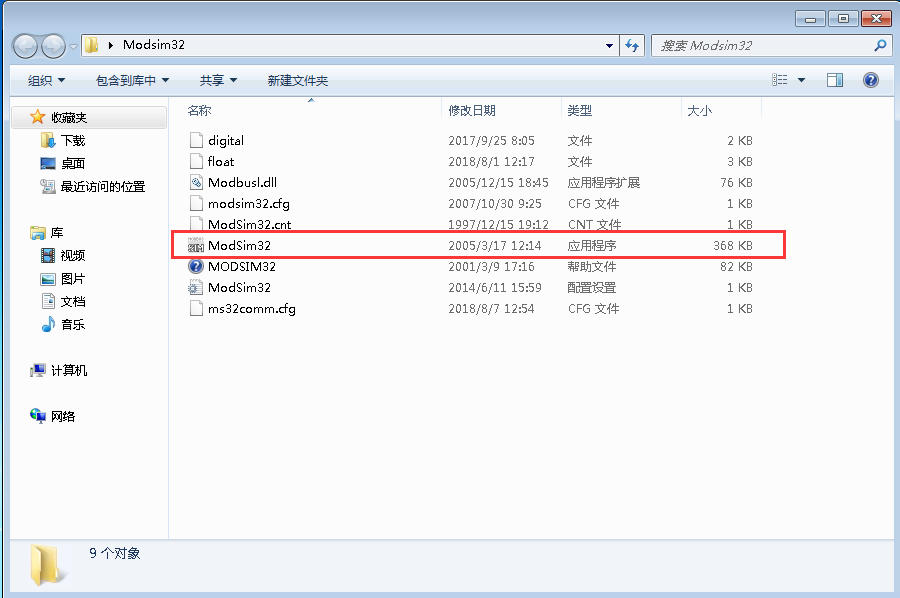 Modsim32
搜索 Modsim32
组织 包含到库中 共享 新建文件夹
收藏夹
下载
桌面
最近访问的位置
库
视频
图片
文档
音乐
计算机
网络
名称 修改日期 类型 大小
digital 2017/9/25 8:05 文件 2 KB
float 2018/8/1 12:17 文件 3 KB
Modbusl.dll 2005/12/15 18:45 应用程序扩展 76 KB
modsim32.cfg 2007/10/30 9:25 CFG 文件 1 KB
ModSim32.cnt 1997/12/15 19:12 CNT 文件 1 KB
ModSim32 2005/3/17 12:14 应用程序 368 KB
MODSIM32 2001/3/9 17:16 帮助文件 82 KB
ModSim32 2014/6/11 15:59 配置设置 1 KB
ms32comm.cfg 2018/8/7 12:54 CFG 文件 1 KB
9 个对象